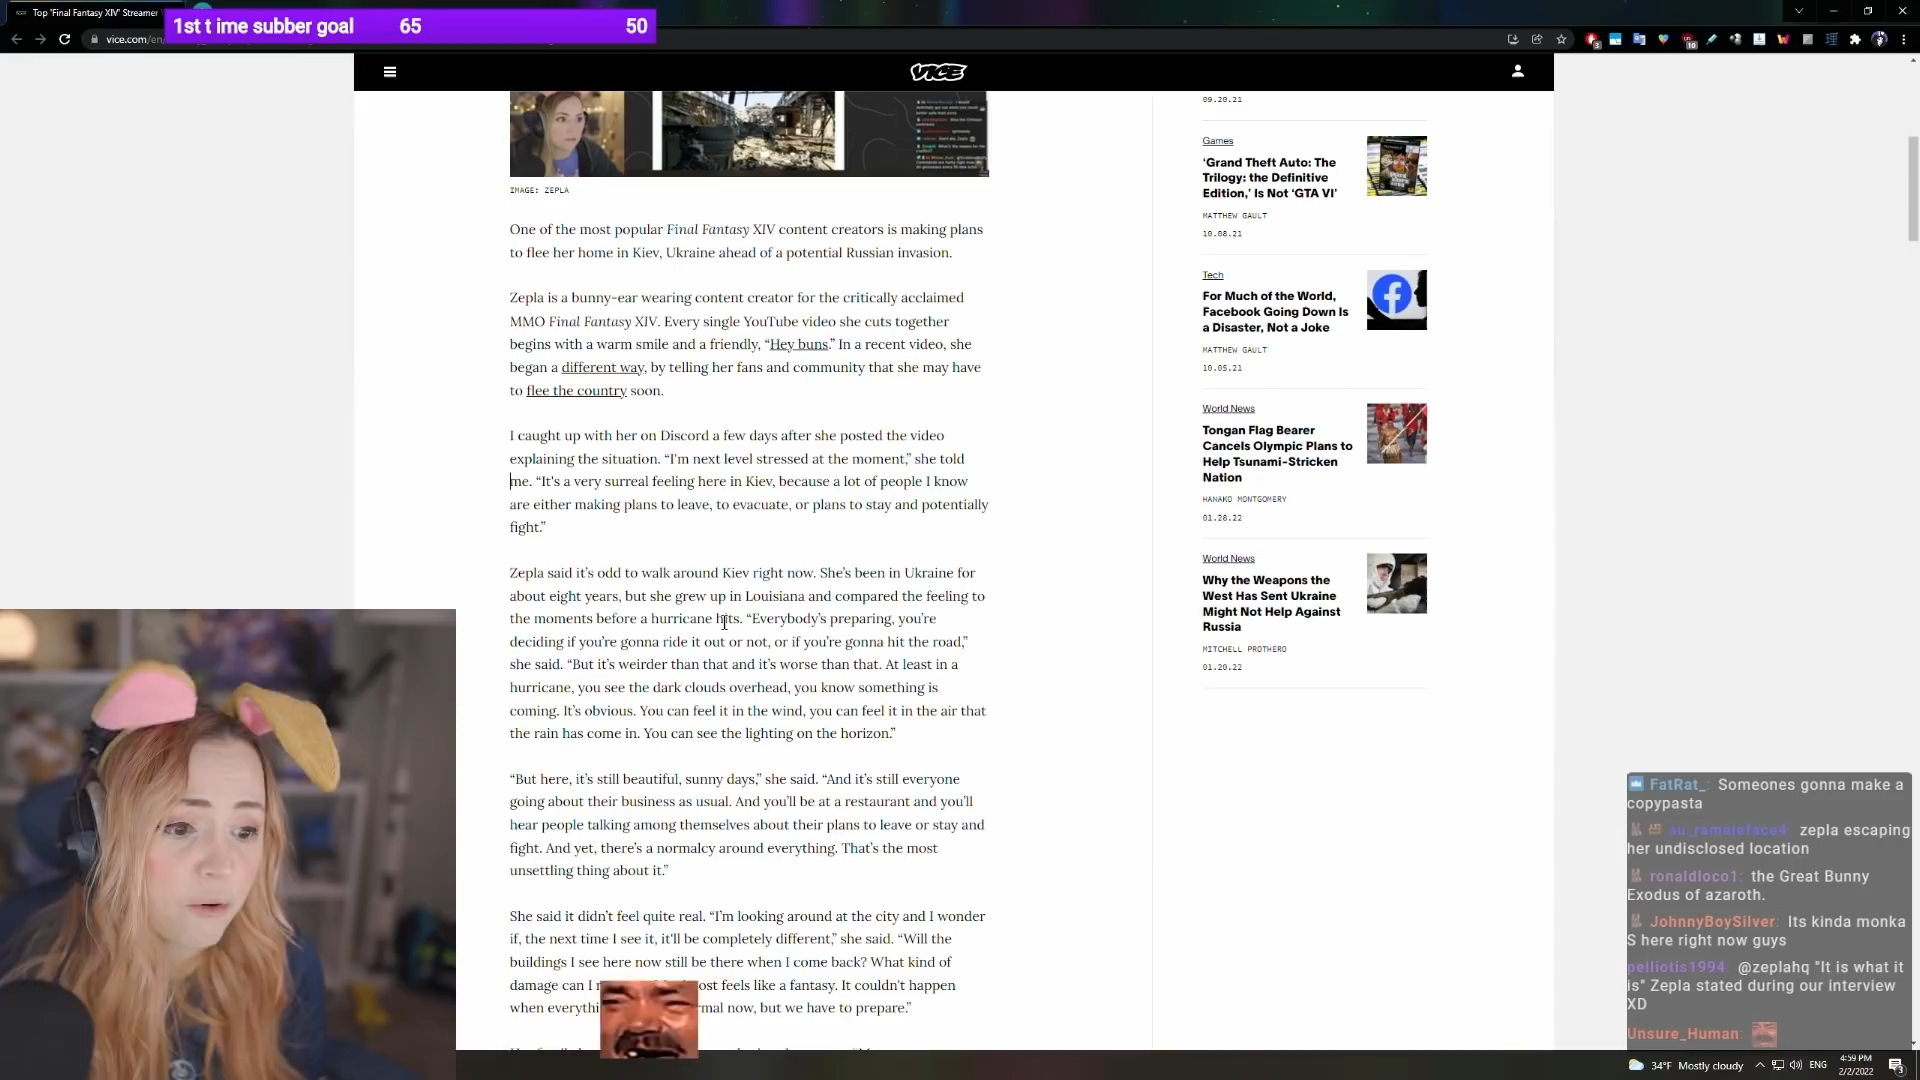 Top 'Final Fantasy XIV' Streamer
1st t ime subber goal 65 50
vice.com/en
VICE
IMAGE: ZEPLA
One of the most popular Final Fantasy XIV content creators is making plans
to flee her home in Kiev, Ukraine ahead of a potential Russian invasion.
Zepla is a bunny-ear wearing content creator for the critically acclaimed
MMO Final Fantasy XIV. Every single YouTube video she cuts together
begins with a warm smile and a friendly, “Hey buns.” In a recent video, she
began a different way, by telling her fans and community that she may have
to flee the country soon.
I caught up with her on Discord a few days after she posted the video
explaining the situation. “I'm next level stressed at the moment,” she told
me. “It's a very surreal feeling here in Kiev, because a lot of people I know
are either making plans to leave, to evacuate, or plans to stay and potentially
fight.”
Zepla said it’s odd to walk around Kiev right now. She’s been in Ukraine for
about eight years, but she grew up in Louisiana and compared the feeling to
the moments before a hurricane hits. “Everybody’s preparing, you’re
deciding if you’re gonna ride it out or not, or if you’re gonna hit the road,”
she said. “But it’s weirder than that and it’s worse than that. At least in a
hurricane, you see the dark clouds overhead, you know something is
coming. It’s obvious. You can feel it in the wind, you can feel it in the air that
the rain has come in. You can see the lighting on the horizon.”
“But here, it’s still beautiful, sunny days,” she said. “And it’s still everyone
going about their business as usual. And you’ll be at a restaurant and you’ll
hear people talking among themselves about their plans to leave or stay and
fight. And yet, there’s a normalcy around everything. That’s the most
unsettling thing about it.”
She said it didn’t feel quite real. “I’m looking around at the city and I wonder
if, the next time I see it, it'll be completely different,” she said. “Will the
buildings I see here now still be there when I come back? What kind of
damage can I ost feels like a fantasy. It couldn’t happen
when everythi mal now, but we have to prepare.”
09.20.21
Games
‘Grand Theft Auto: The
Trilogy: the Definitive
Edition,’ Is Not ‘GTA VI’
MATTHEW GAULT
10.08.21
Tech
For Much of the World,
Facebook Going Down Is
a Disaster, Not a Joke
MATTHEW GAULT
10.05.21
World News
Tongan Flag Bearer
Cancels Olympic Plans to
Help Tsunami-Stricken
Nation
HANAKO MONTGOMERY
01.28.22
World News
Why the Weapons the
West Has Sent Ukraine
Might Not Help Against
Russia
MITCHELL PROTHERO
01.20.22
FatRat_: Someones gonna make a
copypasta
zepla escaping
her undisclosed location
ronaldloco1: the Great Bunny
Exodus of azaroth.
JohnnyBoySilver: Its kinda monka
S here right now guys
pelliotis1994: @zeplahq "It is what it
is" Zepla stated during our interview
XD
Unsure_Human:
34°F Mostly cloudy ENG 4:59 PM
2/2/2022